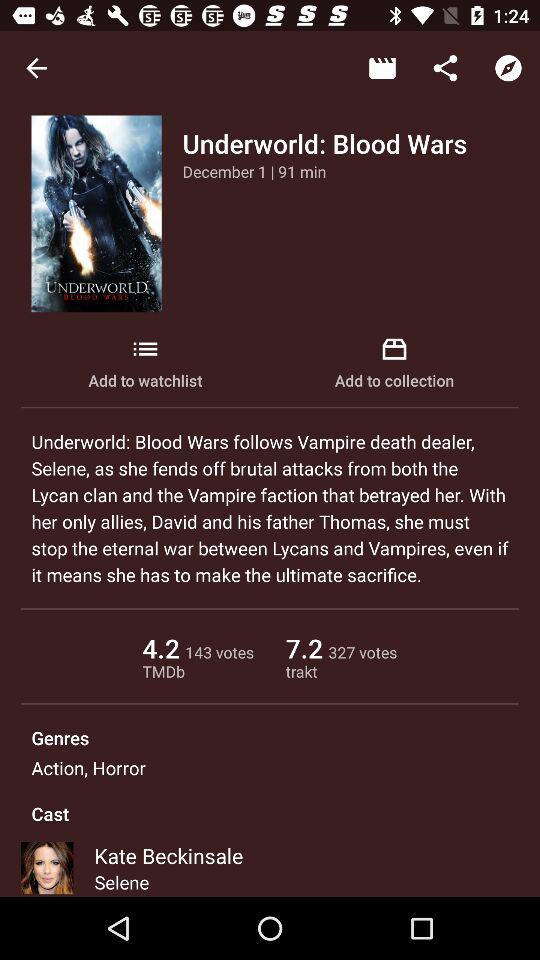 1:24
Underworld: Blood Wars
December 1 | 91 min
UNDERWORLD
BLOOD WARS
Add to watchlist
Add to collection
Underworld: Blood Wars follows Vampire death dealer,
Selene, as she fends off brutal attacks from both the
Lycan clan and the Vampire faction that betrayed her. With
her only allies, David and his father Thomas, she must
stop the eternal war between Lycans and Vampires, even if
it means she has to make the ultimate sacrifice.
4.2 143 votes
TMDb
7.2 327 votes
trakt
Genres
Action, Horror
Cast
Kate Beckinsale
Selene